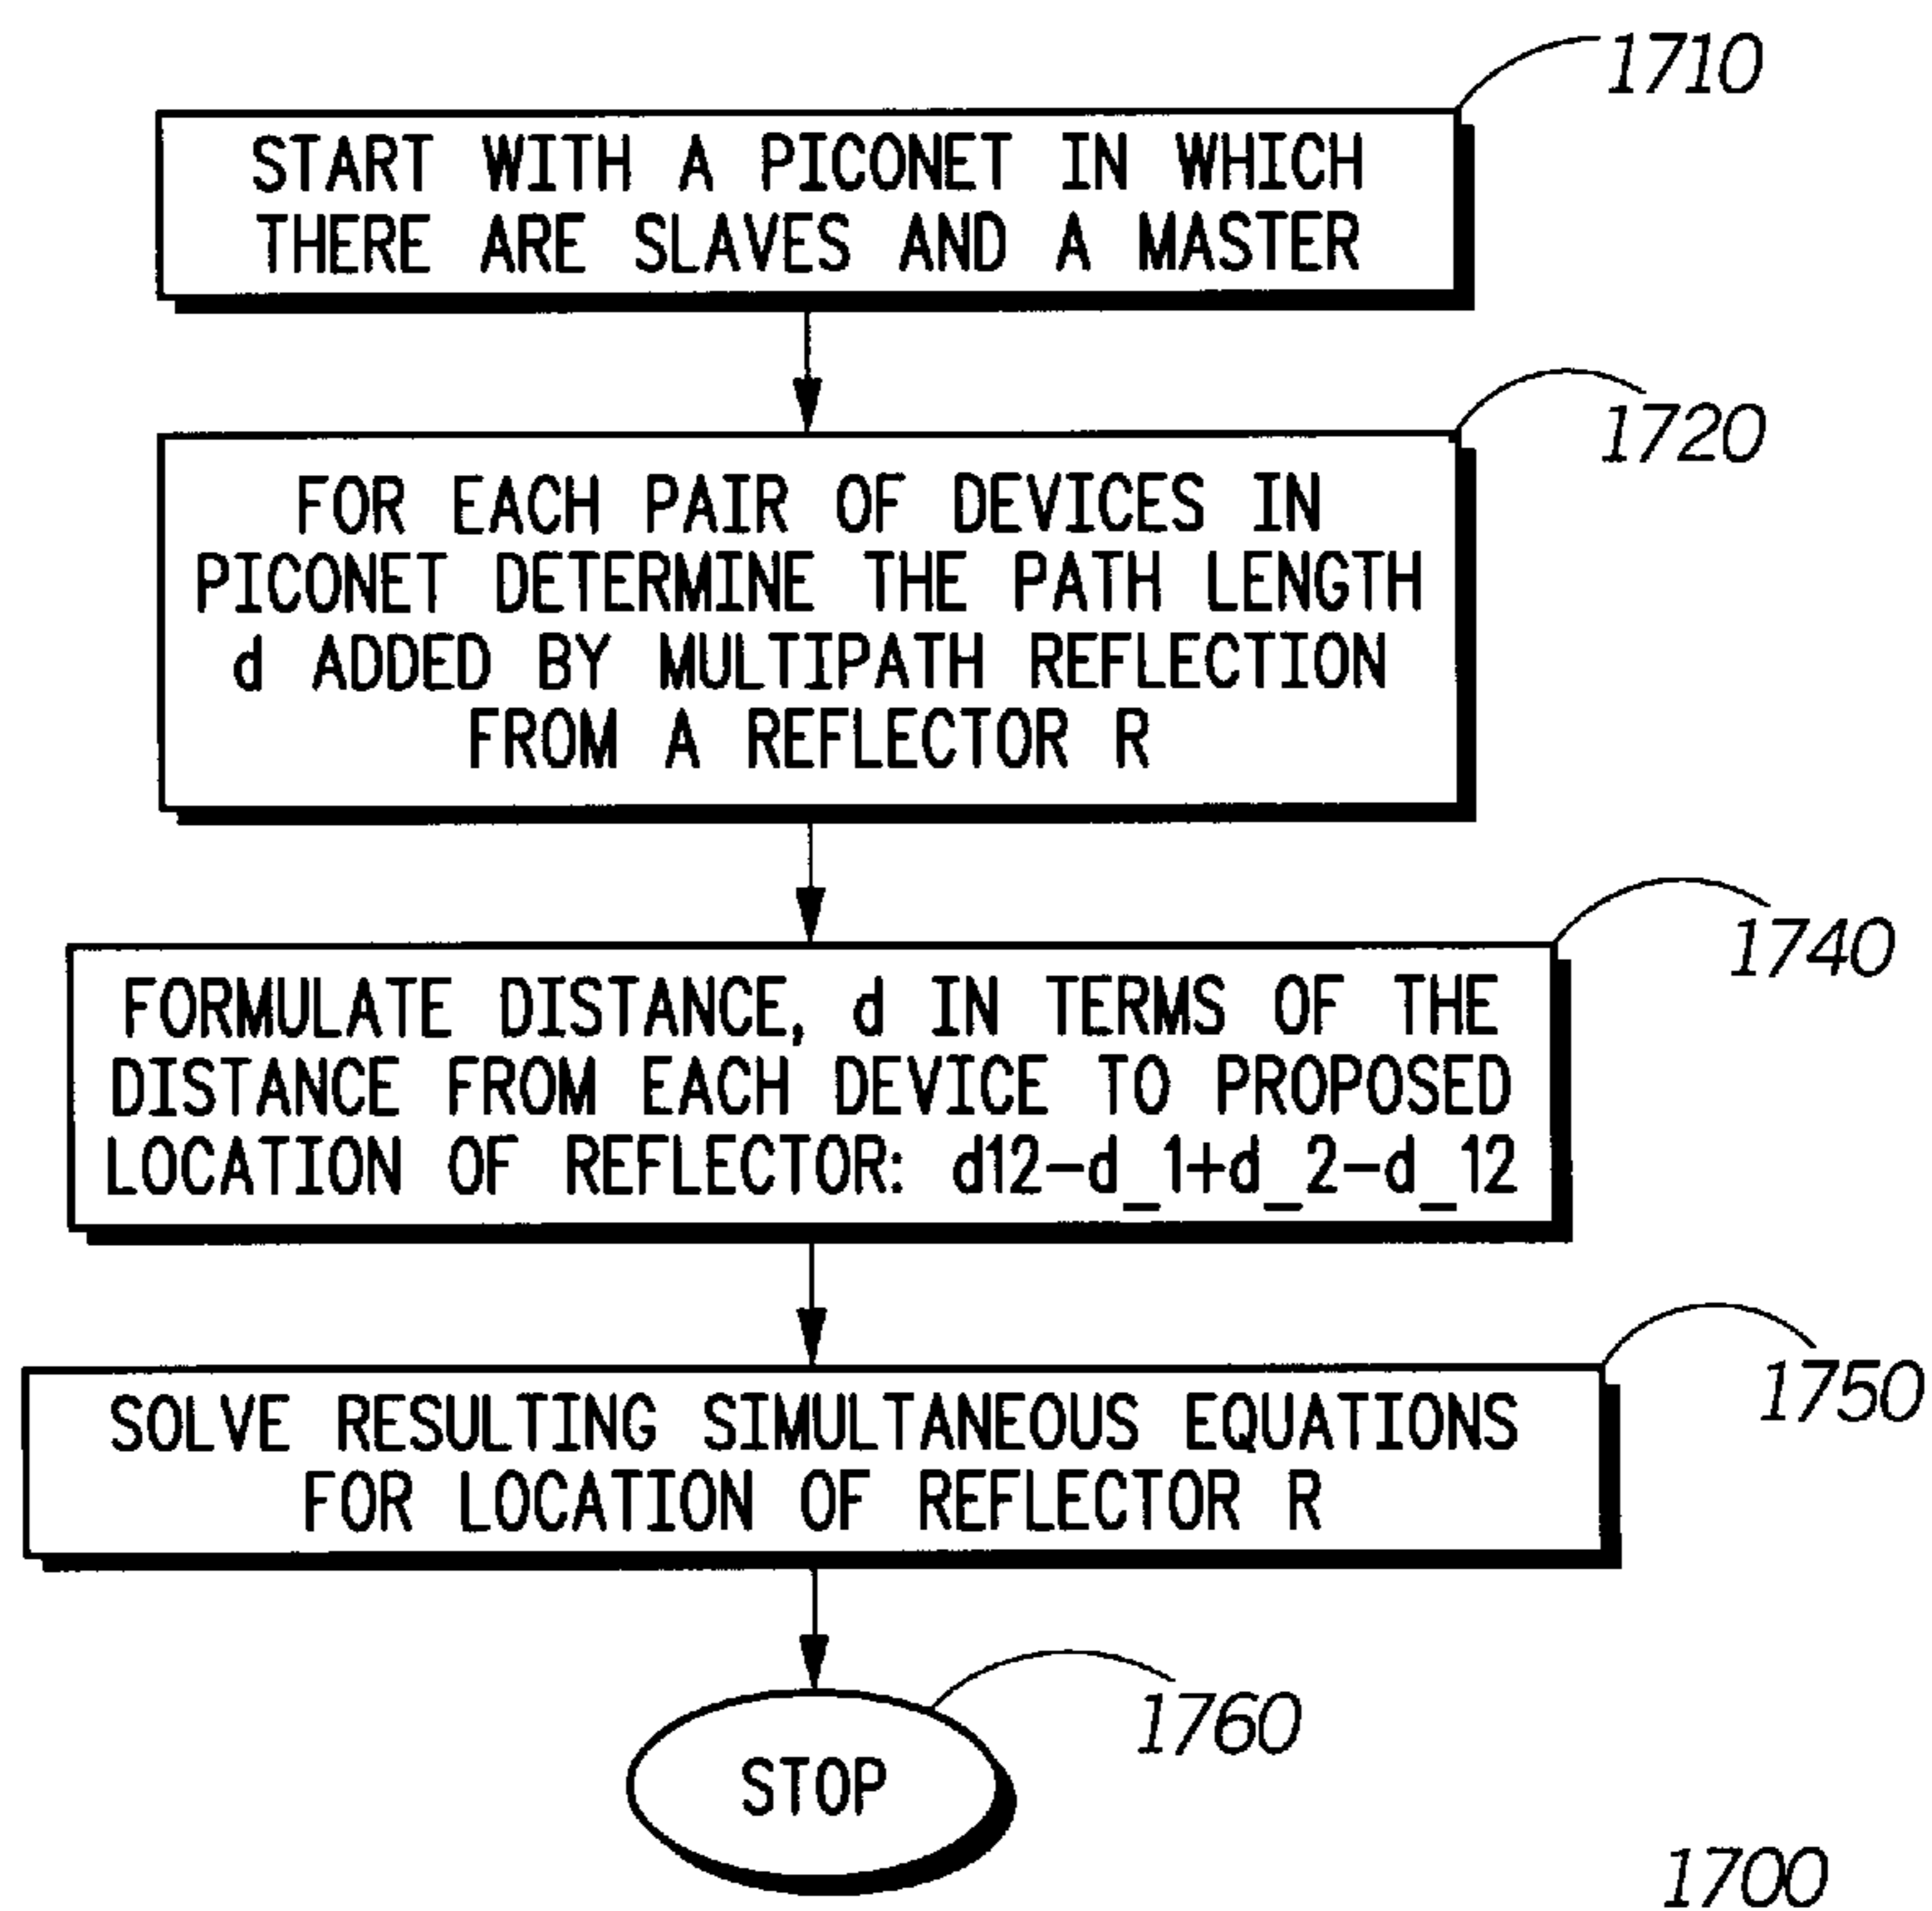 1710
START WITH A PICONET IN WHICH
THERE ARE SLAVES AND A MASTER
1720
FOR EACH PAIR OF DEVICES IN
PICONET DETERMINE THE PATH LENGTH
d ADDED BY MULTIPATH REFLECTION
FROM A REFLECTOR R
1740
FORMULATE DISTANCE, d IN TERMS OF THE
DISTANCE FROM EACH DEVICE TO PROPOSED
LOCATION OF REFLECTOR: d12-d_1+d_2-d_12
1750
SOLVE RESULTING SIMULTANEOUS EQUATIONS
FOR LOCATION OF REFLECTOR R
1760
STOP
1700